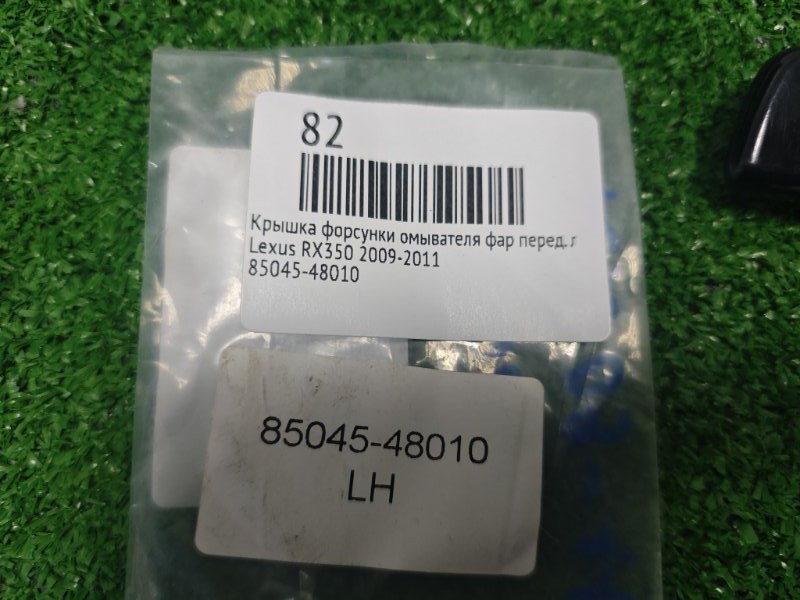 82
Крышка форсунки омывателя фар перед. л
Lexus RX350 2009-2011
85045-48010
85045-48010
LH